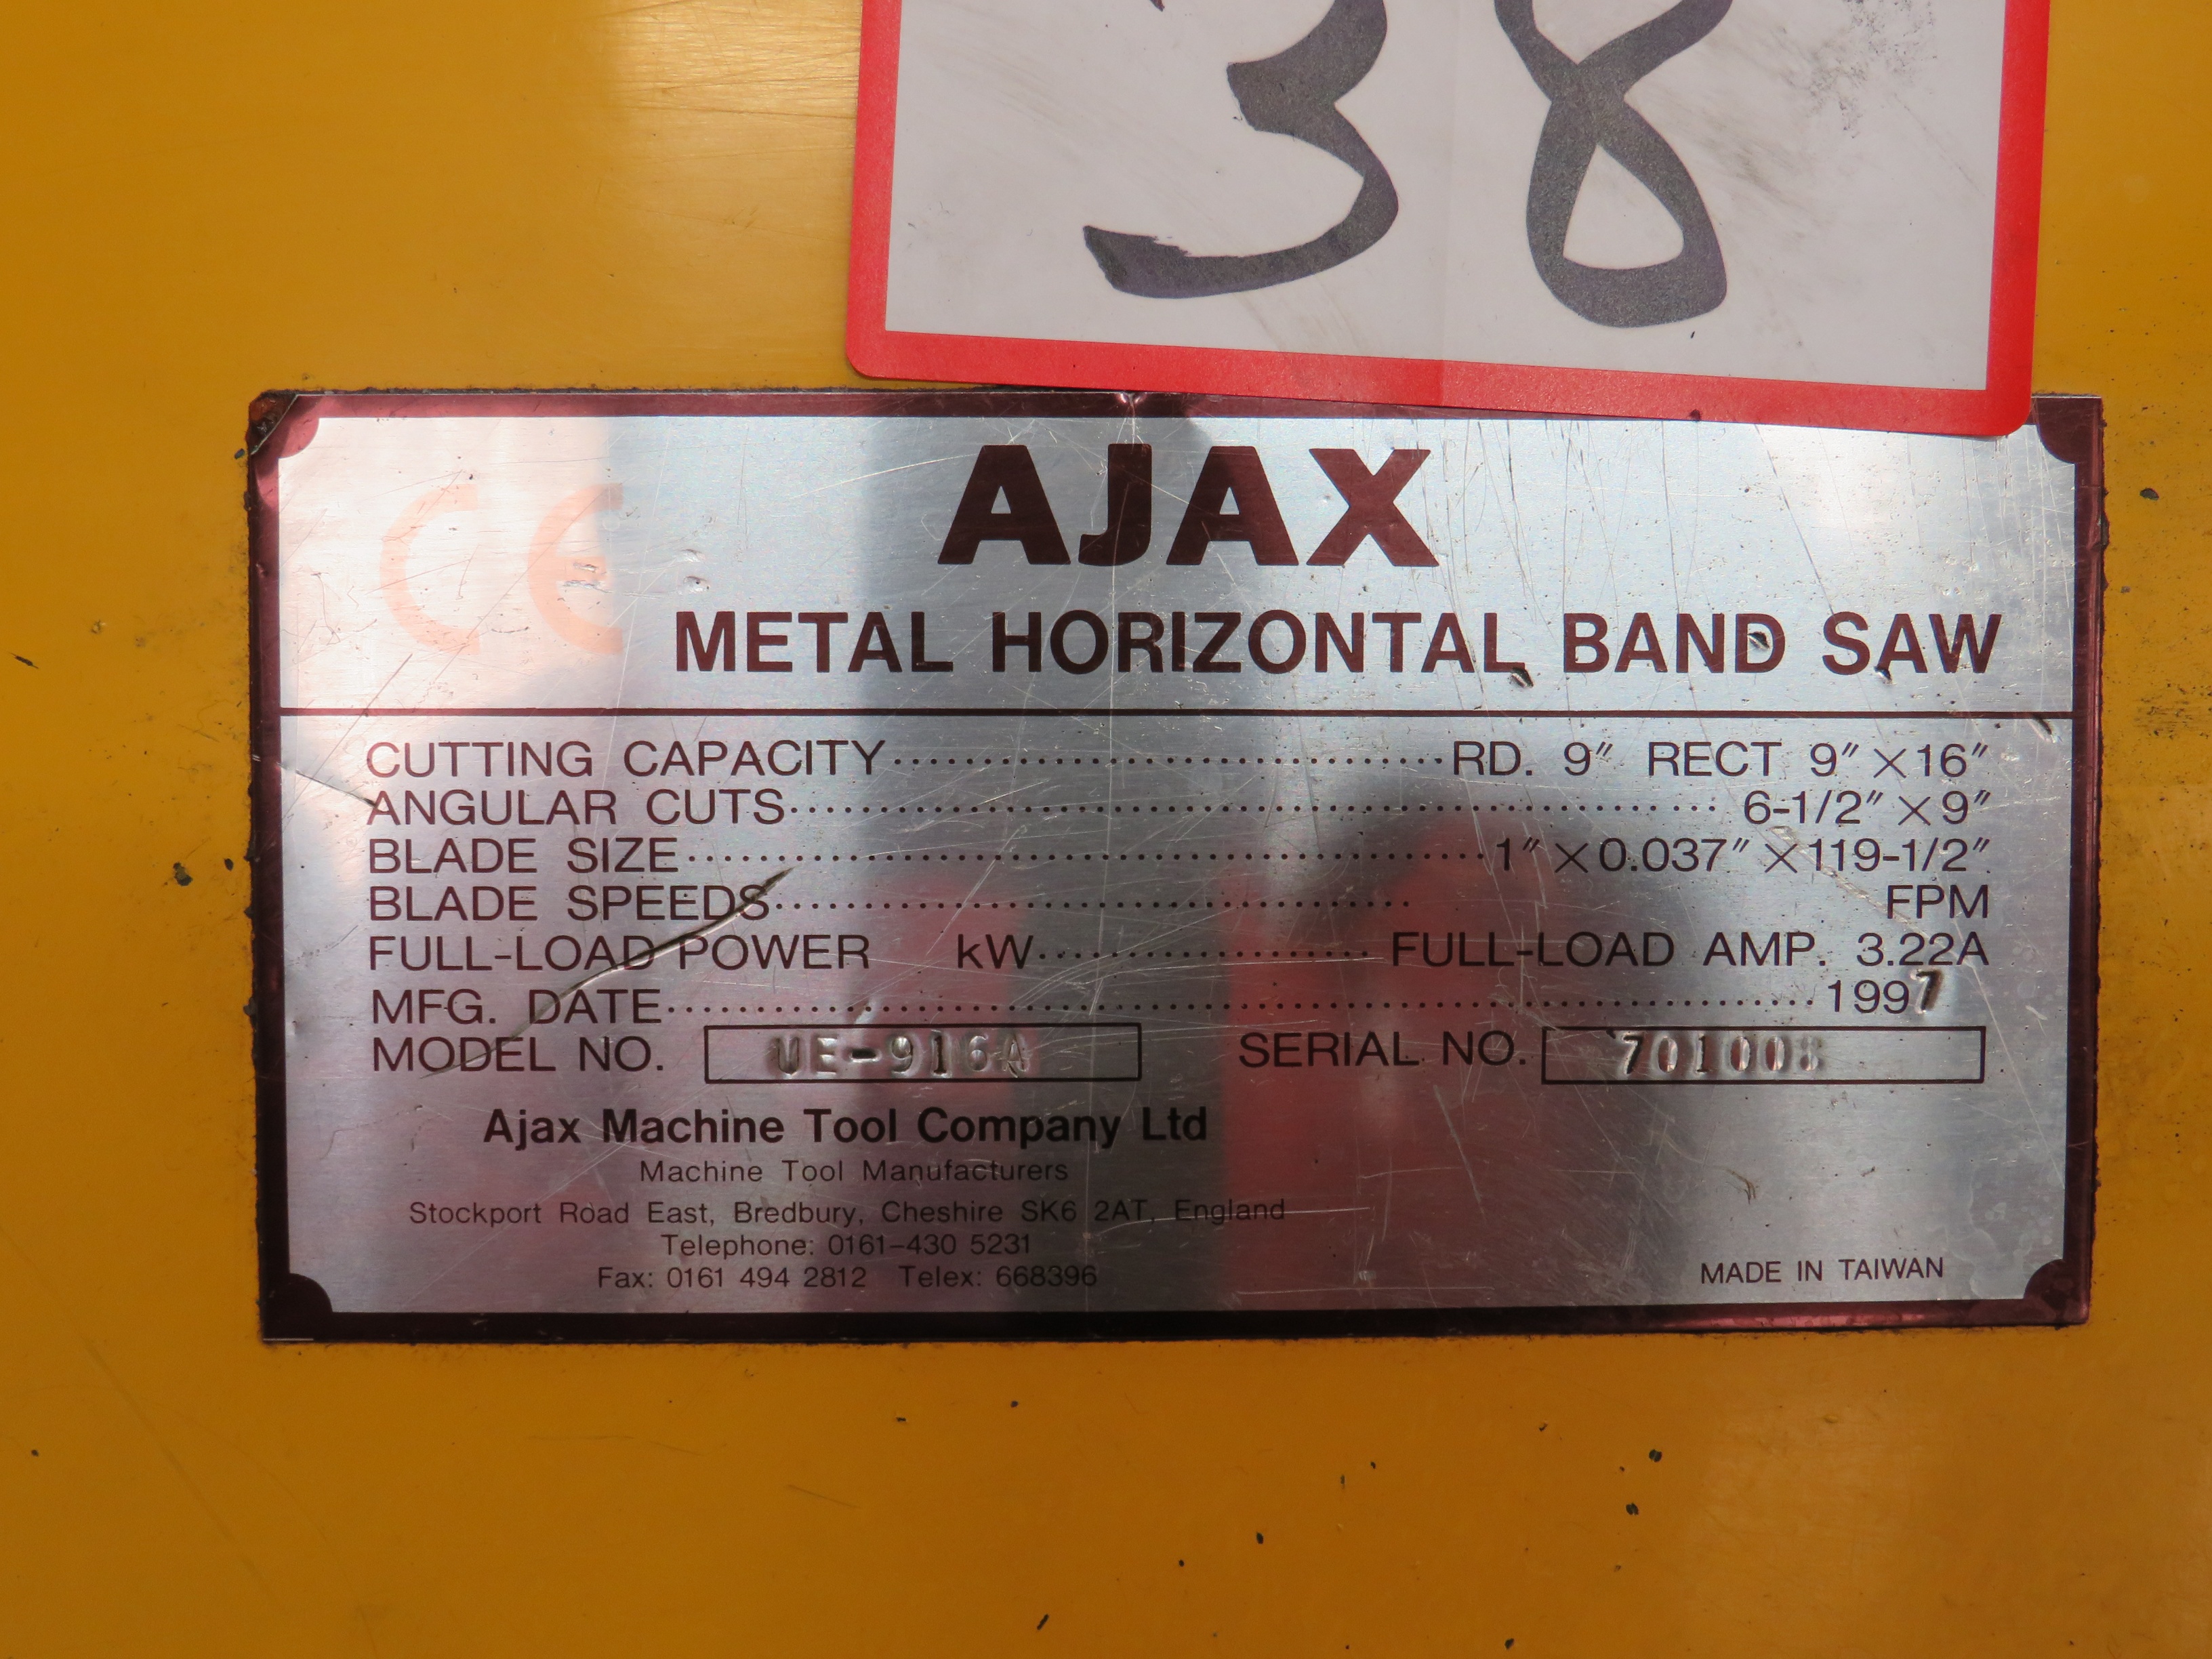 38
CE
AJAX
METAL HORIZONTAL BAND SAW
CUTTING CAPACITY RD. 9″ RECT 9″ ×16″
ANGULAR CUTS 6-1/2″ ×9″
BLADE SIZE 1″ ×0.037″ ×119-1/2″
BLADE SPEEDS FPM
FULL-LOAD POWER kW FULL-LOAD AMP. 3.22A
MFG. DATE 1997
MODEL NO. UE-916A SERIAL NO. 701008
Ajax Machine Tool Company Ltd
Machine Tool Manufacturers
Stockport Road East, Bredbury, Cheshire SK6 2AT, England
Telephone: 0161-430 5231
Fax: 0161 494 2812 Telex: 668396
MADE IN TAIWAN